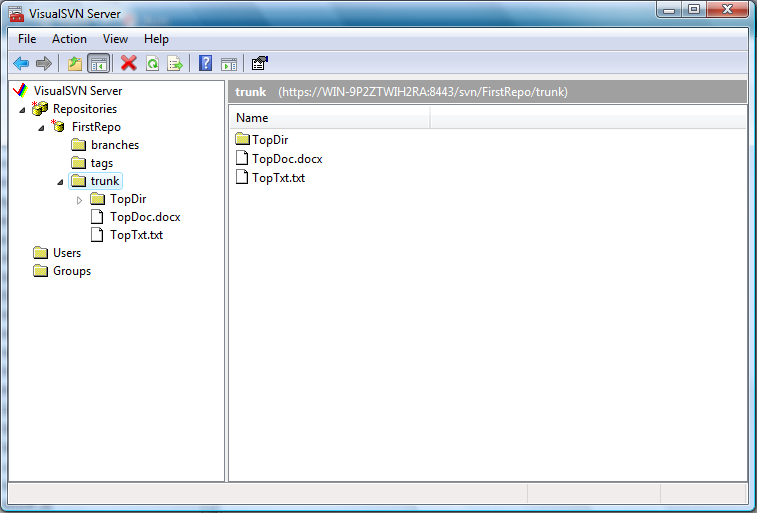 VisualSVN Server
File Action View Help
VisualSVN Server
Repositories
FirstRepo
branches
tags
trunk
TopDir
TopDoc.docx
TopTxt.txt
Users
Groups
trunk (https://WIN-9P2ZTWIH2RA:8443/svn/FirstRepo/trunk)
Name
TopDir
TopDoc.docx
TopTxt.txt